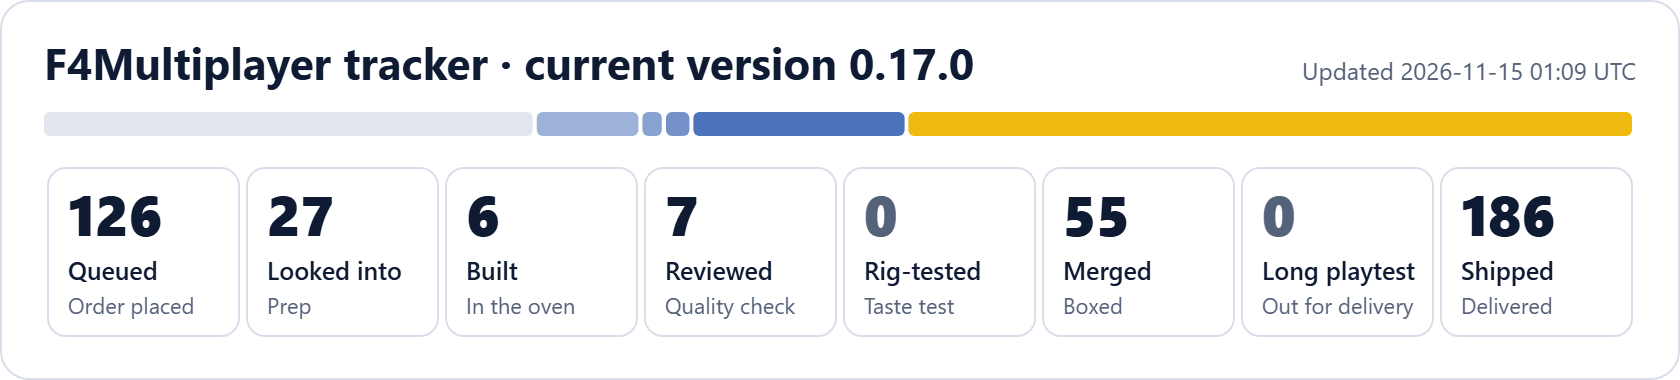 F4Multiplayer tracker · current version 0.17.0
Updated 2026-11-15 01:09 UTC
126
Queued
Order placed
27
Looked into
Prep
6
Built
In the oven
7
Reviewed
Quality check
0
Rig-tested
Taste test
55
Merged
Boxed
0
Long playtest
Out for delivery
186
Shipped
Delivered